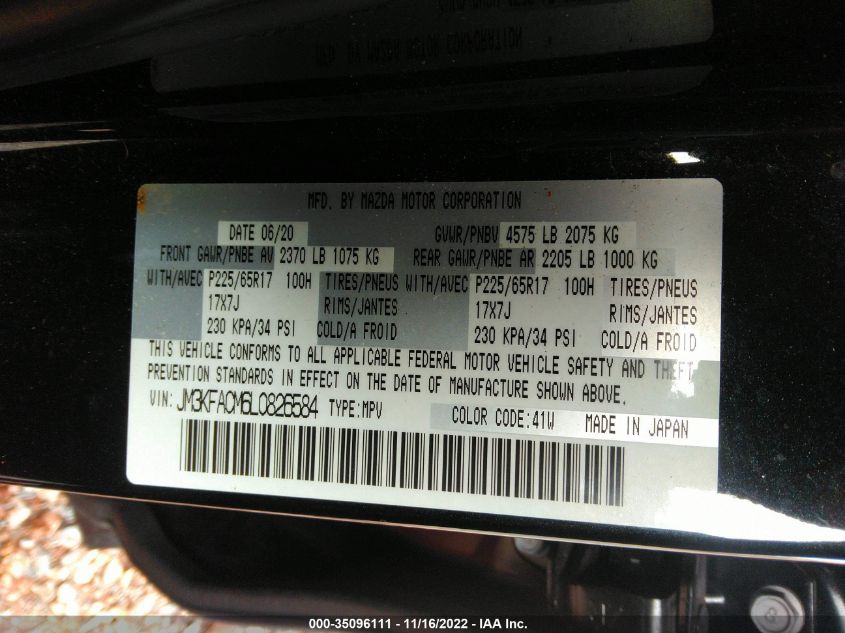 MFD. BY MAZDA MOTOR CORPORATION
DATE 06/20 GVWR/PNBV 4575 LB 2075 KG
FRONT GAWR/PNBE AV 2370 LB 1075 KG REAR GAWR/PNBE AR 2205 LB 1000 KG
WITH/AVEC P225/65R17 100H TIRES/PNEUS WITH/AVEC P225/65R17 100H TIRES/PNEUS
17X7J RIMS/JANTES 17X7J RIMS/JANTES
230 KPA/34 PSI COLD/A FROID 230 KPA/34 PSI COLD/A FROID
THIS VEHICLE CONFORMS TO ALL APPLICABLE FEDERAL MOTOR VEHICLE SAFETY AND THEFT
PREVENTION STANDARDS IN EFFECT ON THE DATE OF MANUFACTURE SHOWN ABOVE.
VIN: JM3KFACM6L0826584 TYPE:MPV COLOR CODE:41W MADE IN JAPAN
000-35096111 - 11/16/2022 - IAA Inc.